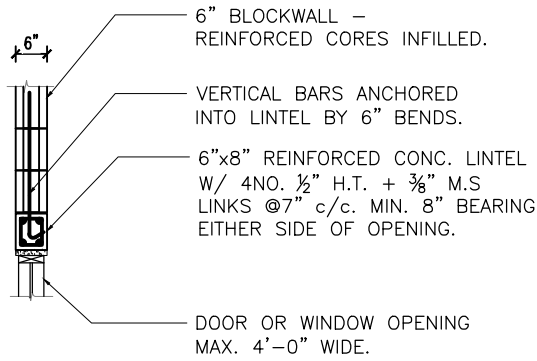 6" BLOCKWALL –
REINFORCED CORES INFILLED.
6"
VERTICAL BARS ANCHORED
INTO LINTEL BY 6" BENDS.
6"x8" REINFORCED CONC. LINTEL
W/ 4NO. ½" H.T. + ⅜" M.S
LINKS @7" c/c. MIN. 8" BEARING
EITHER SIDE OF OPENING.
DOOR OR WINDOW OPENING
MAX. 4'–0" WIDE.